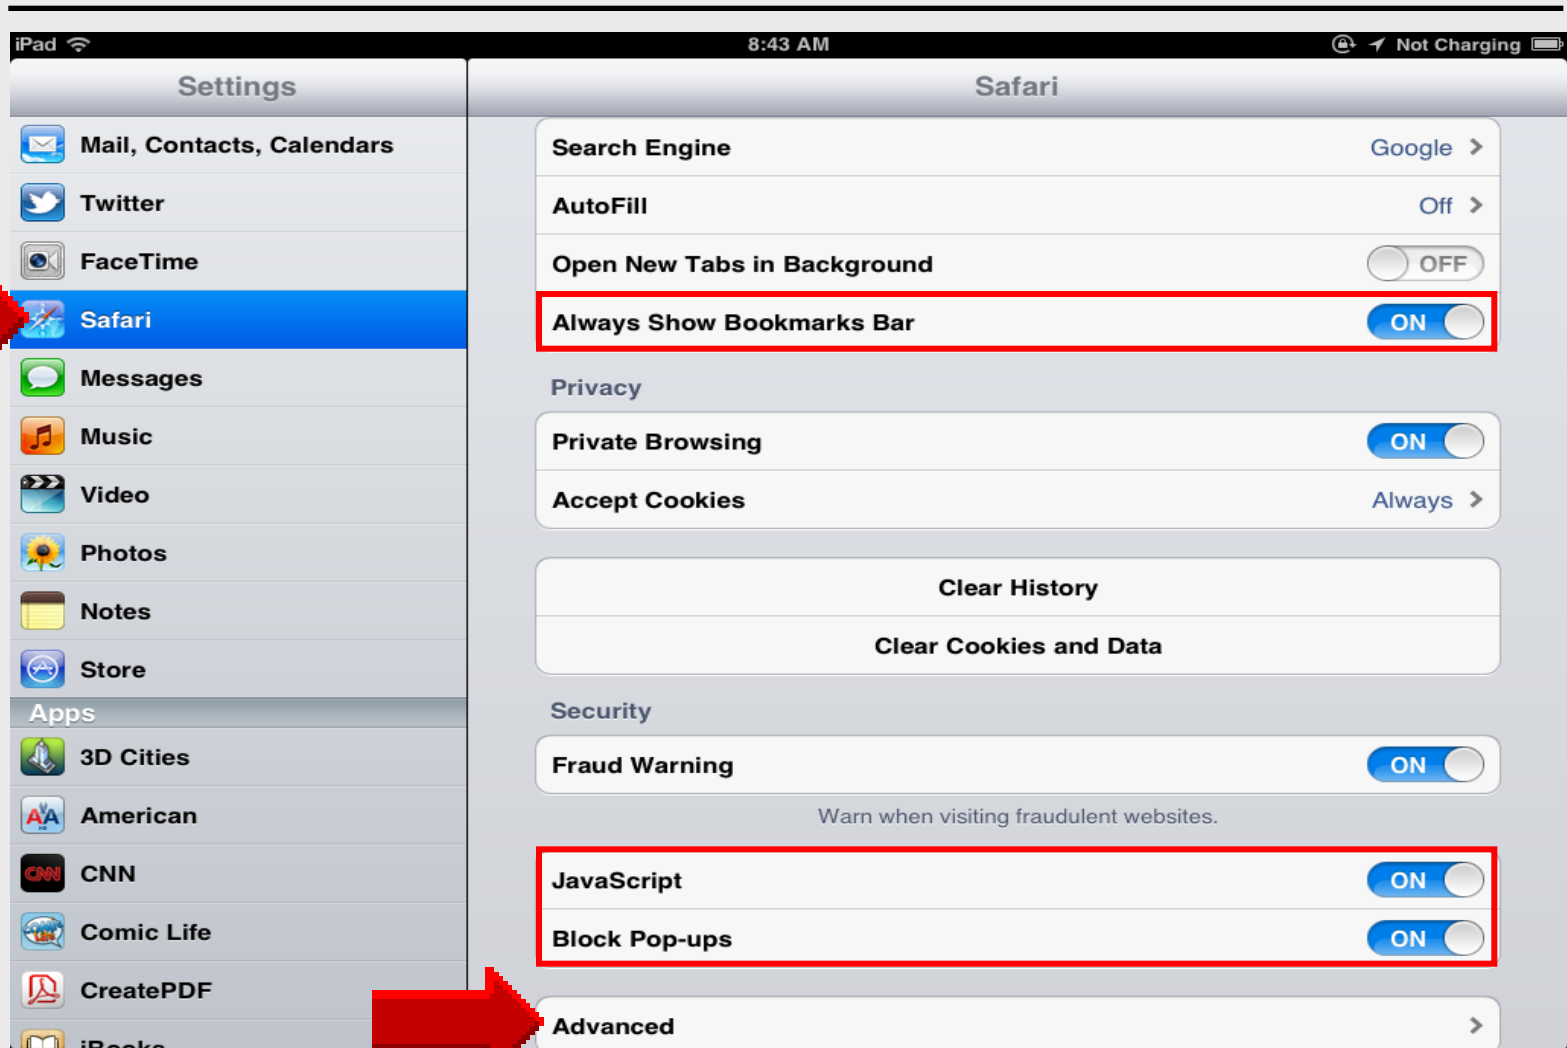 iPad 8:43 AM Not Charging
Settings
Safari
Mail, Contacts, Calendars
Twitter
FaceTime
Safari
Messages
Music
Video
Photos
Notes
Store
Apps
3D Cities
American
CNN
CNN
Comic Life
CreatePDF
iBooks
Search Engine Google
AutoFill Off
Open New Tabs in Background OFF
Always Show Bookmarks Bar ON
Privacy
Private Browsing ON
Accept Cookies Always
Clear History
Clear Cookies and Data
Security
Fraud Warning ON
Warn when visiting fraudulent websites.
JavaScript ON
Block Pop-ups ON
Advanced